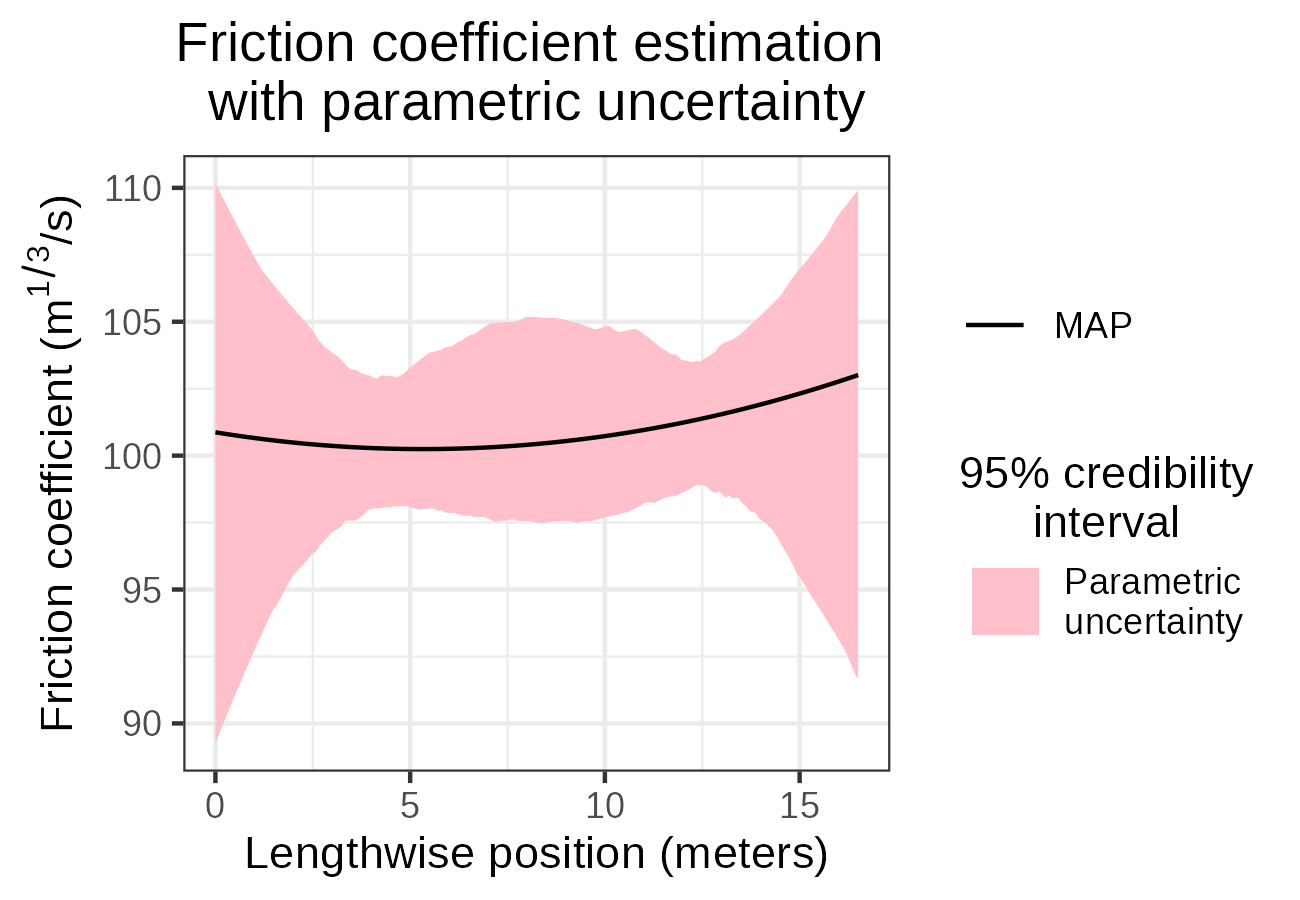 Friction coefficient estimation
with parametric uncertainty
Friction coefficient (m^1/3/s)
110
105
100
95
90
0 5 10 15
Lengthwise position (meters)
MAP
95% credibility
interval
Parametric
uncertainty